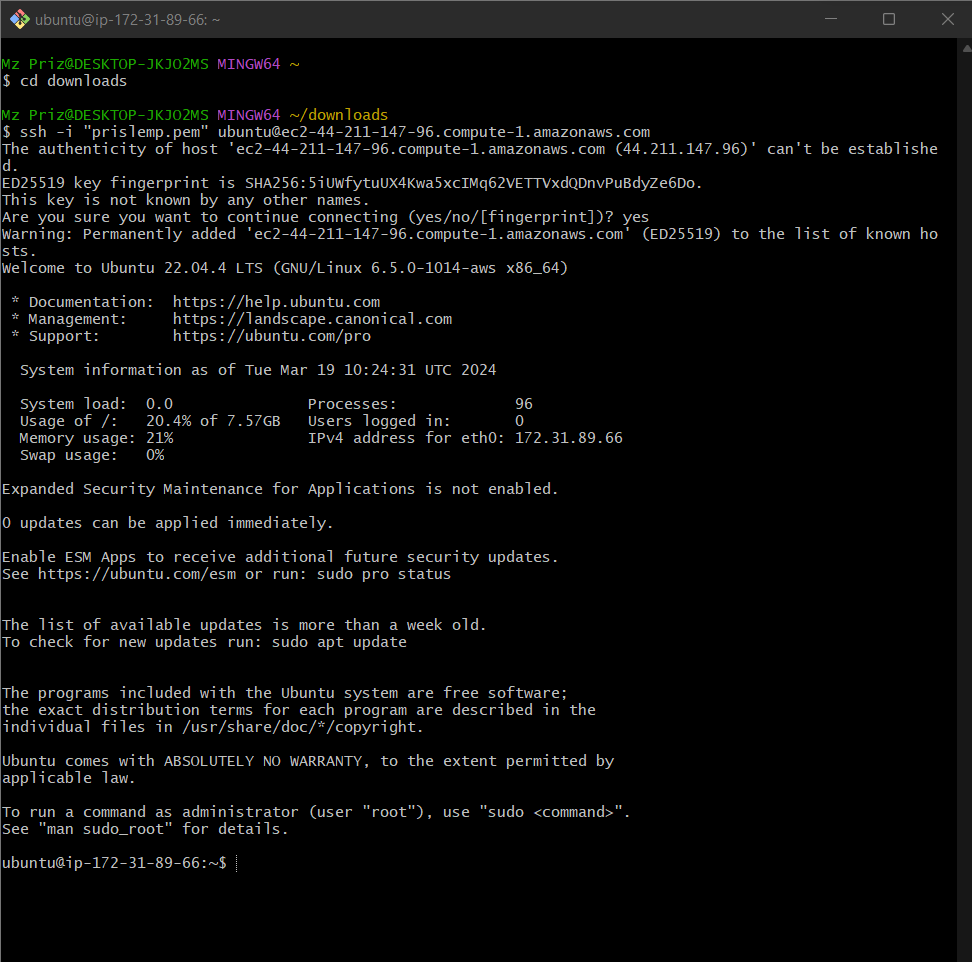 ubuntu@ip-172-31-89-66: ~
Mz Priz@DESKTOP-JKJO2MS MINGW64 ~
$ cd downloads
Mz Priz@DESKTOP-JKJO2MS MINGW64 ~/downloads
$ ssh -i "prislemp.pem" ubuntu@ec2-44-211-147-96.compute-1.amazonaws.com
The authenticity of host 'ec2-44-211-147-96.compute-1.amazonaws.com (44.211.147.96)' can't be establishe
d.
ED25519 key fingerprint is SHA256:5iUWfytuUX4Kwa5xcIMq62VETTVxdQDnvPuBdyZe6Do.
This key is not known by any other names.
Are you sure you want to continue connecting (yes/no/[fingerprint])? yes
Warning: Permanently added 'ec2-44-211-147-96.compute-1.amazonaws.com' (ED25519) to the list of known ho
sts.
Welcome to Ubuntu 22.04.4 LTS (GNU/Linux 6.5.0-1014-aws x86_64)
* Documentation:  https://help.ubuntu.com
* Management:     https://landscape.canonical.com
* Support:        https://ubuntu.com/pro
System information as of Tue Mar 19 10:24:31 UTC 2024
System load:  0.0               Processes:             96
Usage of /:   20.4% of 7.57GB   Users logged in:       0
Memory usage: 21%               IPv4 address for eth0: 172.31.89.66
Swap usage:   0%
Expanded Security Maintenance for Applications is not enabled.
0 updates can be applied immediately.
Enable ESM Apps to receive additional future security updates.
See https://ubuntu.com/esm or run: sudo pro status
The list of available updates is more than a week old.
To check for new updates run: sudo apt update
The programs included with the Ubuntu system are free software;
the exact distribution terms for each program are described in the
individual files in /usr/share/doc/*/copyright.
Ubuntu comes with ABSOLUTELY NO WARRANTY, to the extent permitted by
applicable law.
To run a command as administrator (user "root"), use "sudo <command>".
See "man sudo_root" for details.
ubuntu@ip-172-31-89-66:~$